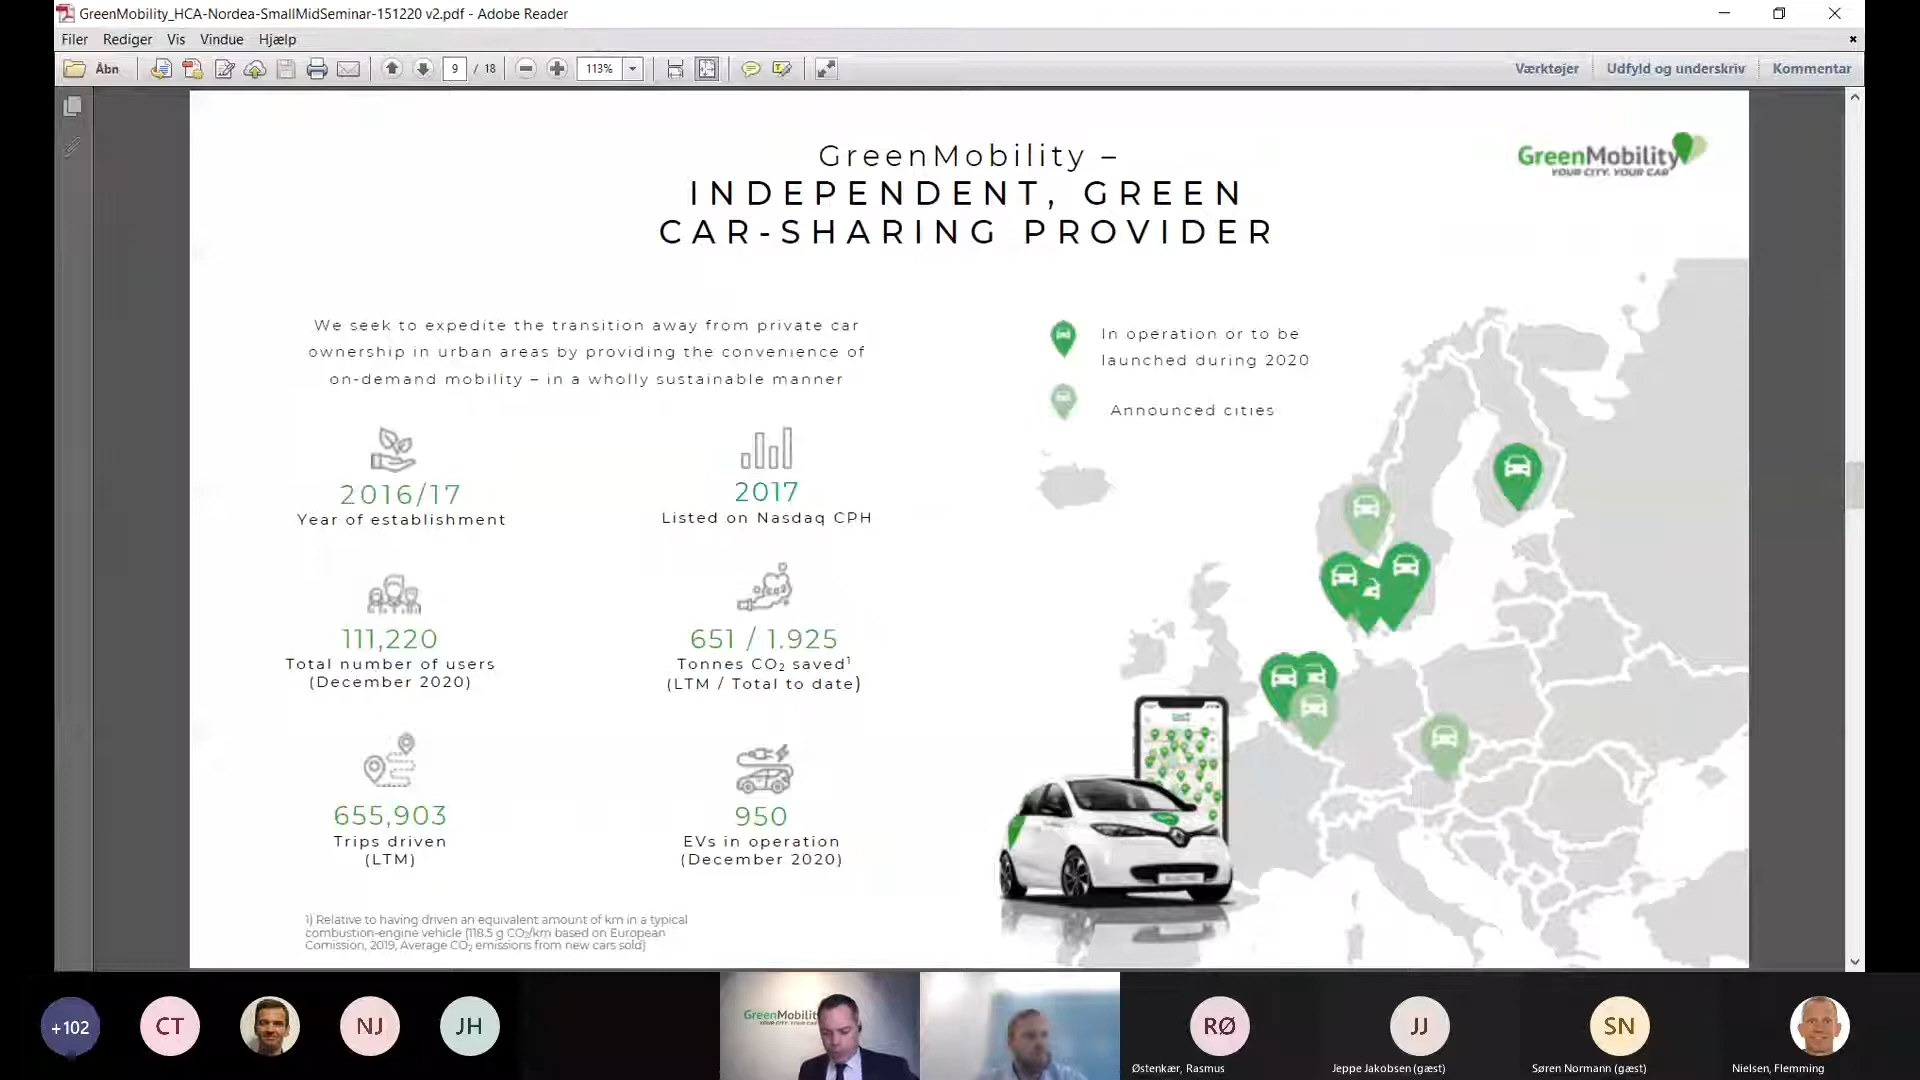 GreenMobility_HCA-Nordea-SmallMidSeminar-151220 v2.pdf - Adobe Reader
Filer Rediger Vis Vindue Hjælp
Åbn
9 / 18
113%
Værktøjer Udfyld og underskriv Kommentar
GreenMobility –
INDEPENDENT, GREEN
CAR-SHARING PROVIDER
GreenMobility
YOUR CITY. YOUR CAR
We seek to expedite the transition away from private car
ownership in urban areas by providing the convenience of
on-demand mobility – in a wholly sustainable manner
In operation or to be
launched during 2020
Announced cities
2016/17
Year of establishment
2017
Listed on Nasdaq CPH
111,220
Total number of users
(December 2020)
651 / 1.925
Tonnes CO₂ saved¹
(LTM / Total to date)
655,903
Trips driven
(LTM)
950
EVs in operation
(December 2020)
1) Relative to having driven an equivalent amount of km in a typical
combustion-engine vehicle (118.5 g CO₂/km based on European
Comission, 2019, Average CO₂ emissions from new cars sold)
+102
CT
NJ
JH
GreenMobility
YOUR CITY. YOUR CAR
RØ
JJ
SN
Østenkær, Rasmus
Jeppe Jakobsen (gæst)
Søren Normann (gæst)
Nielsen, Flemming